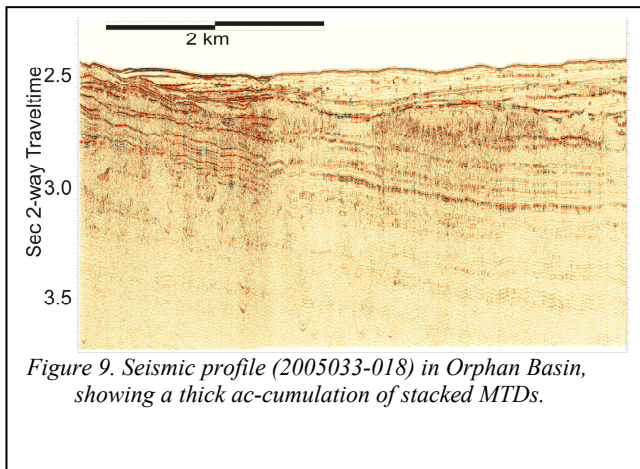 2 km
2.5
Sec 2-way Traveltime
3.0
3.5
Figure 9. Seismic profile (2005033-018) in Orphan Basin,
showing a thick ac-cumulation of stacked MTDs.